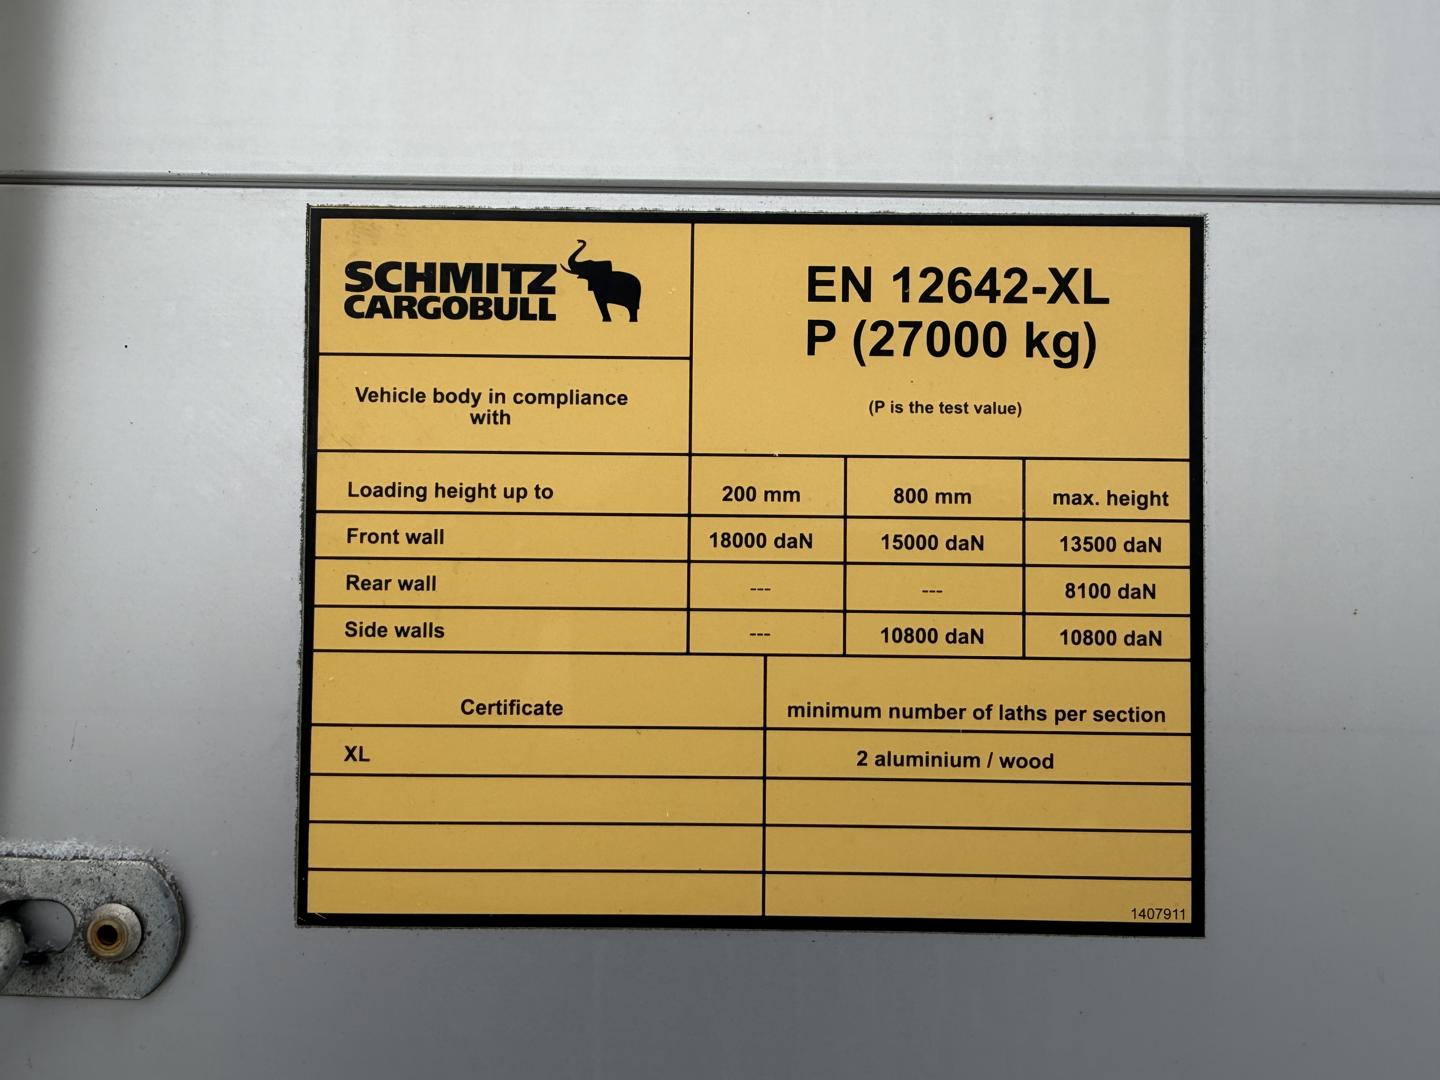 SCHMITZ
CARGOBULL
EN 12642-XL
P (27000 kg)
(P is the test value)
Vehicle body in compliance
with
Loading height up to 200 mm 800 mm max. height
Front wall 18000 daN 15000 daN 13500 daN
Rear wall --- --- 8100 daN
Side walls --- 10800 daN 10800 daN
Certificate minimum number of laths per section
XL 2 aluminium / wood
1407911